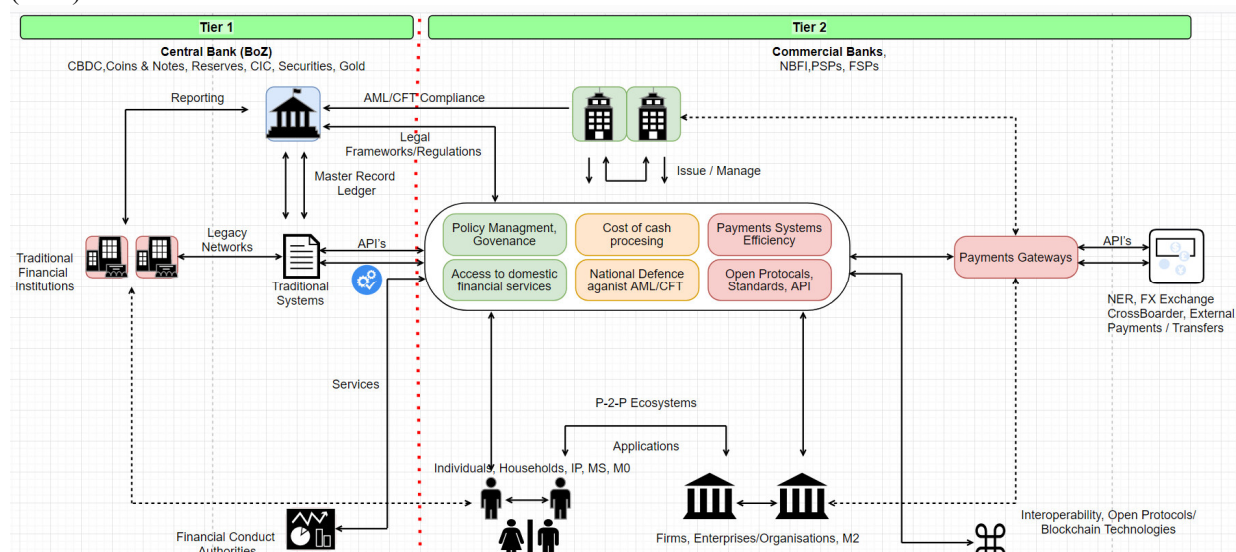 Tier 1
Tier 2
Central Bank (BoZ)
CBDC,Coins & Notes, Reserves, CIC, Securities, Gold
Commercial Banks,
NBFI,PSPs, FSPs
Reporting
AML/CFT Compliance
Legal
Frameworks/Regulations
Issue / Manage
Master Record
Ledger
Legacy
Networks
API's
Traditional
Financial
Institutions
Traditional
Systems
Policy Managment,
Govenance
Cost of cash
procesing
Payments Systems
Efficiency
Access to domestic
financial services
National Defence
aganist AML/CFT
Open Protocals,
Standards, API
Payments Gateways
API's
NER, FX Exchange
CrossBoarder, External
Payments / Transfers
Services
P-2-P Ecosystems
Applications
Individuals, Households, IP, MS, M0
Firms, Enterprises/Organisations, M2
Interoperability, Open Protocols/
Blockchain Technologies
Financial Conduct
Authorities